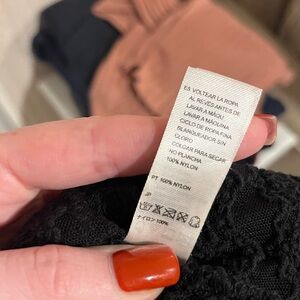 ES VOLTEAR LA ROPA
AL REVÉS ANTES DE
LAVAR A MÁQU
LAVAR A MÁQUINA
CICLO DE ROPA FINA
BLANQUEADOR SIN
CLORO
COLGAR PARA SECAR
NO PLANCHA
100% NYLON
PT 100% NYLON
JP
ナイロン 100%